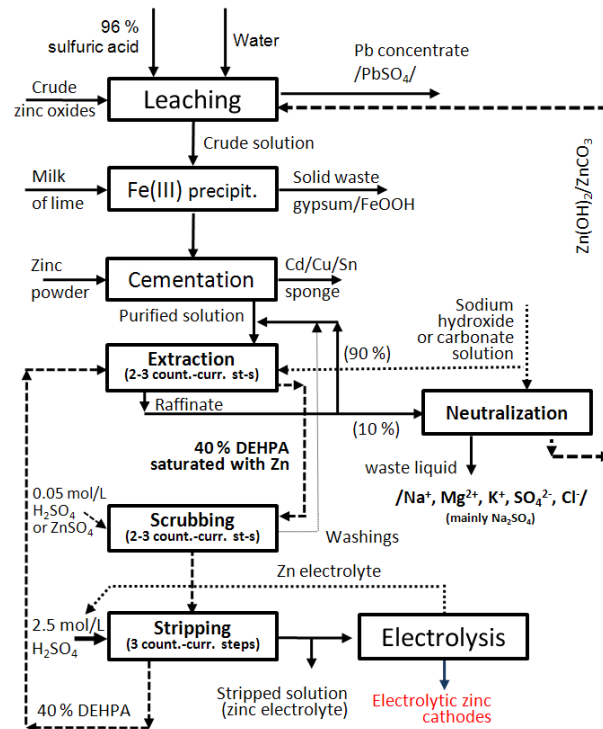 96 %
sulfuric acid
Water
Pb concentrate
/PbSO₄/
Crude
zinc oxides
Leaching
Crude solution
Zn(OH)₂/ZnCO₃
Milk
of lime
Fe(III) precipit.
Solid waste
gypsum/FeOOH
Zinc
powder
Cementation
Cd/Cu/Sn
sponge
Purified solution
Sodium
hydroxide
or carbonate
solution
Extraction
(2-3 count.-curr. st-s)
(90 %)
Raffinate
Neutralization
(10 %)
40 % DEHPA
saturated with Zn
waste liquid
/Na⁺, Mg²⁺, K⁺, SO₄²⁻, Cl⁻/
(mainly Na₂SO₄)
0.05 mol/L
H₂SO₄
or ZnSO₄
Scrubbing
(2-3 count.-curr. st-s)
Washings
Zn electrolyte
2.5 mol/L
H₂SO₄
Stripping
(3 count.-curr. steps)
Electrolysis
40 % DEHPA
Stripped solution
(zinc electrolyte)
Electrolytic zinc
cathodes